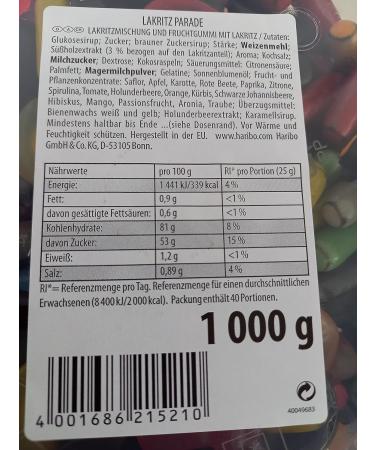 LAKRITZ PARADE
LAKRITZMISCHUNG UND FRUCHTGUMMI MIT LAKRITZ / Zutaten:
Glukosesirup; Zucker; brauner Zuckersirup; Stärke; Weizenmehl;
Süßholzextrakt (3 % bezogen auf den Lakritzanteil); Aroma; Kochsalz;
Milchzucker; Dextrose; Kokosraspeln; Säuerungsmittel: Citronensäure;
Palmfett; Magermilchpulver; Gelatine; Sonnenblumenöl; Frucht- und
Pflanzenkonzentrate: Saflor, Apfel, Karotte, Rote Beete, Paprika, Zitrone,
Spirulina, Tomate, Holunderbeere, Orange, Kürbis, Schwarze Johannisbeere,
Hibiskus, Mango, Passionsfrucht, Aronia, Traube; Überzugsmittel:
Bienenwachs weiß und gelb; Holunderbeerextrakt; Karamellsirup.
Mindestens haltbar bis Ende ...(siehe Dosenrand). Vor Wärme und
Feuchtigkeit schützen. Hergestellt in der EU. www.haribo.com Haribo
GmbH & Co. KG, D-53105 Bonn.
Nährwerte pro 100 g RI* pro Portion (25 g)
Energie: 1 441 kJ/339 kcal 4 %
Fett: 0,9 g <1 %
davon gesättigte Fettsäuren: 0,6 g <1 %
Kohlenhydrate: 81 g 8 %
davon Zucker: 53 g 15 %
Eiweiß: 1,2 g <1 %
Salz: 0,89 g 4 %
RI*= Referenzmenge pro Tag. Referenzmenge für einen durchschnittlichen
Erwachsenen (8 400 kJ/2 000 kcal). Packung enthält 40 Portionen.
1 000 g
4 001686 215210
40049683